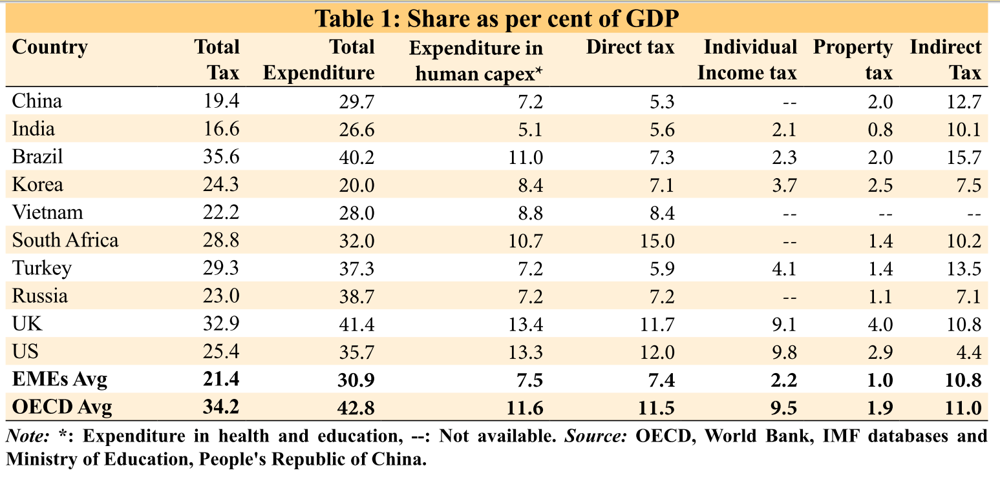 Table 1: Share as per cent of GDP
Country Total Tax Total Expenditure Expenditure in human capex* Direct tax Individual Income tax Property tax Indirect Tax
China 19.4 29.7 7.2 5.3 -- 2.0 12.7
India 16.6 26.6 5.1 5.6 2.1 0.8 10.1
Brazil 35.6 40.2 11.0 7.3 2.3 2.0 15.7
Korea 24.3 20.0 8.4 7.1 3.7 2.5 7.5
Vietnam 22.2 28.0 8.8 8.4 -- -- --
South Africa 28.8 32.0 10.7 15.0 -- 1.4 10.2
Turkey 29.3 37.3 7.2 5.9 4.1 1.4 13.5
Russia 23.0 38.7 7.2 7.2 -- 1.1 7.1
UK 32.9 41.4 13.4 11.7 9.1 4.0 10.8
US 25.4 35.7 13.3 12.0 9.8 2.9 4.4
EMEs Avg 21.4 30.9 7.5 7.4 2.2 1.0 10.8
OECD Avg 34.2 42.8 11.6 11.5 9.5 1.9 11.0
Note: *: Expenditure in health and education, --: Not available. Source: OECD, World Bank, IMF databases and
Ministry of Education, People's Republic of China.